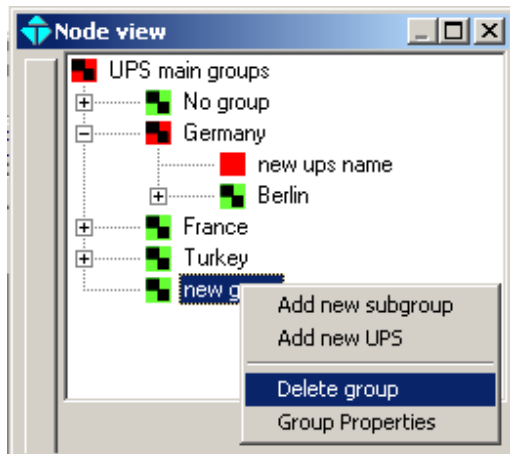 Node view
UPS main groups
No group
Germany
new ups name
Berlin
France
Turkey
new g
Add new subgroup
Add new UPS
Delete group
Group Properties